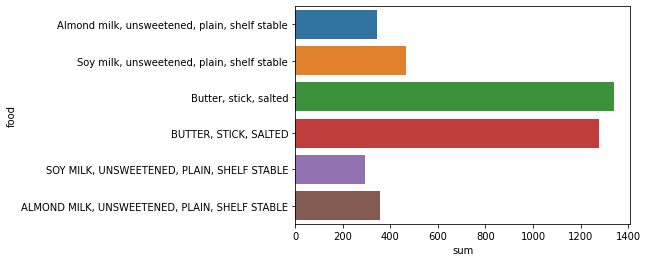 Almond milk, unsweetened, plain, shelf stable
Soy milk, unsweetened, plain, shelf stable
Butter, stick, salted
BUTTER, STICK, SALTED
SOY MILK, UNSWEETENED, PLAIN, SHELF STABLE
ALMOND MILK, UNSWEETENED, PLAIN, SHELF STABLE
food
0 200 400 600 800 1000 1200 1400
sum